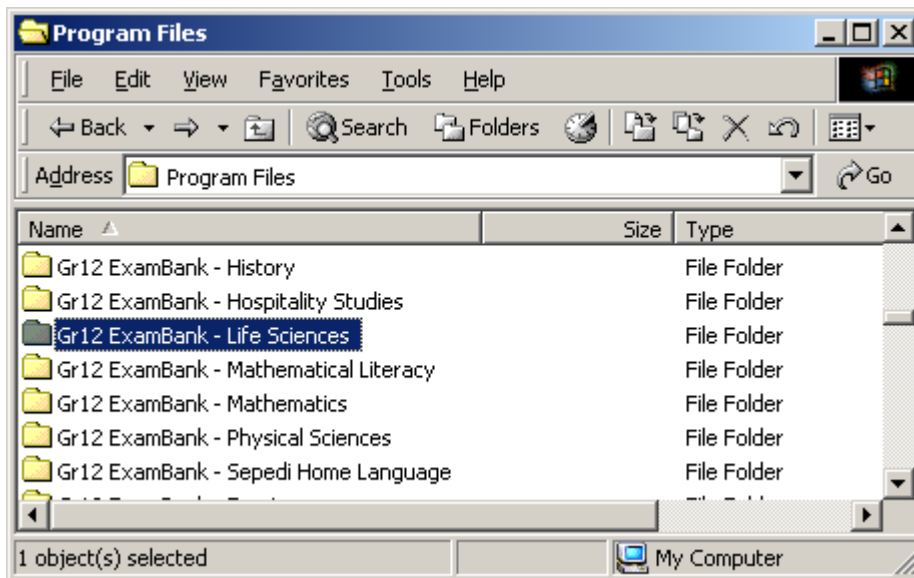 Program Files
File Edit View Favorites Tools Help
Back Search Folders
Address Program Files Go
Name Size Type
Gr12 ExamBank - History File Folder
Gr12 ExamBank - Hospitality Studies File Folder
Gr12 ExamBank - Life Sciences File Folder
Gr12 ExamBank - Mathematical Literacy File Folder
Gr12 ExamBank - Mathematics File Folder
Gr12 ExamBank - Physical Sciences File Folder
Gr12 ExamBank - Sepedi Home Language File Folder
1 object(s) selected My Computer